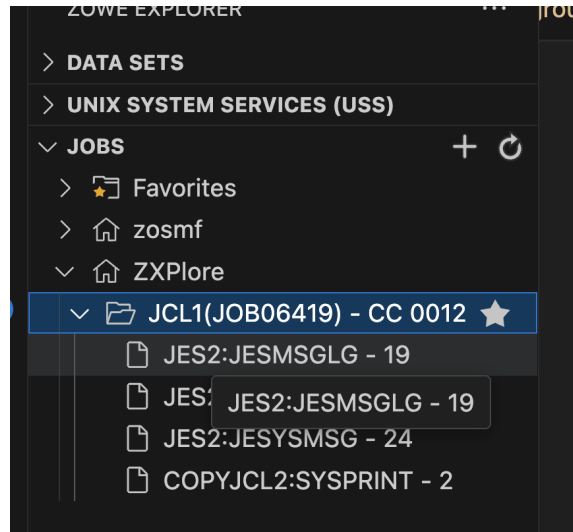 ZOWE EXPLORER ...
DATA SETS
UNIX SYSTEM SERVICES (USS)
JOBS
Favorites
zosmf
ZXPlore
JCL1(JOB06419) - CC 0012
JES2:JESMSGLG - 19
JES2:JESMSGLG - 19
JES2:JESYSMSG - 24
COPYJCL2:SYSPRINT - 2